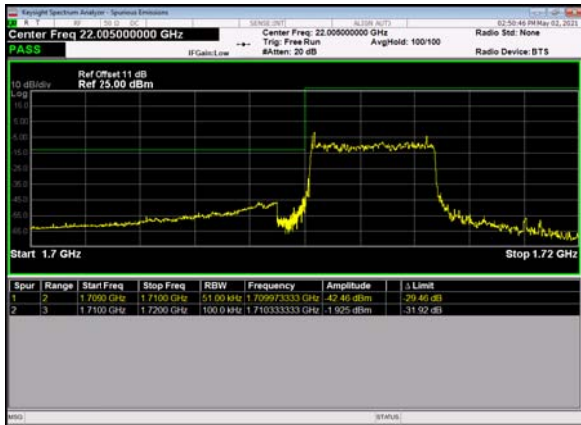 Keysight Spectrum Analyzer - Spurious Emissions
R T RF 50 Ω DC SENSE:INT ALIGN AUTO 02:50:46 PM May 02, 2021
Center Freq 22.005000000 GHz Center Freq: 22.005000000 GHz Radio Std: None
Trig: Free Run AvgHold: 100/100
PASS IFGain:Low #Atten: 20 dB Radio Device: BTS
Ref Offset 11 dB
10 dB/div Ref 25.00 dBm
Log
15.0
5.00
-5.00
-15.0
-25.0
-35.0
-45.0
-55.0
-65.0
Start 1.7 GHz Stop 1.72 GHz
Spur Range Start Freq Stop Freq RBW Frequency Amplitude Δ Limit
1 2 1.7090 GHz 1.7100 GHz 51.00 kHz 1.709973333 GHz -42.46 dBm -29.46 dB
2 3 1.7100 GHz 1.7200 GHz 100.0 kHz 1.710333333 GHz -1.925 dBm -31.92 dB
MSG STATUS